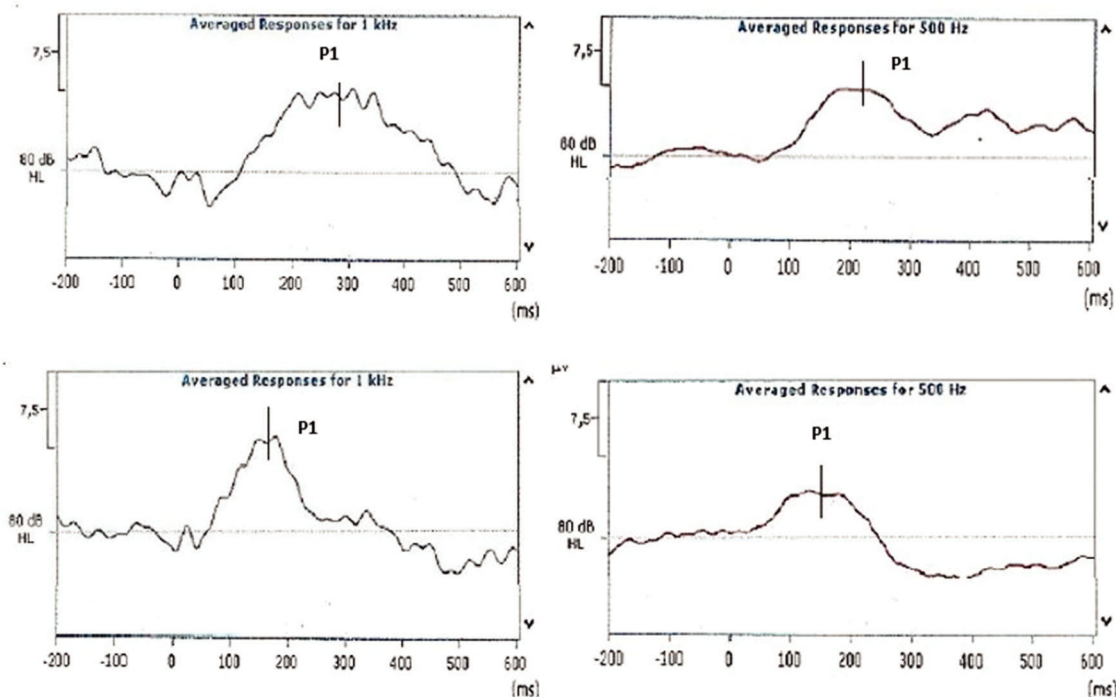 Averaged Responses for 1 kHz
7,5
P1
80 dB
HL
-200 -100 0 100 200 300 400 500 600
(ms)
Averaged Responses for 500 Hz
7,5
P1
80 dB
HL
-200 -100 0 100 200 300 400 500 600
(ms)
Averaged Responses for 1 kHz
7,5
P1
80 dB
HL
-200 -100 0 100 200 300 400 500 600
(ms)
μV
Averaged Responses for 500 Hz
7,5
P1
80 dB
HL
-200 -100 0 100 200 300 400 500 600
(ms)